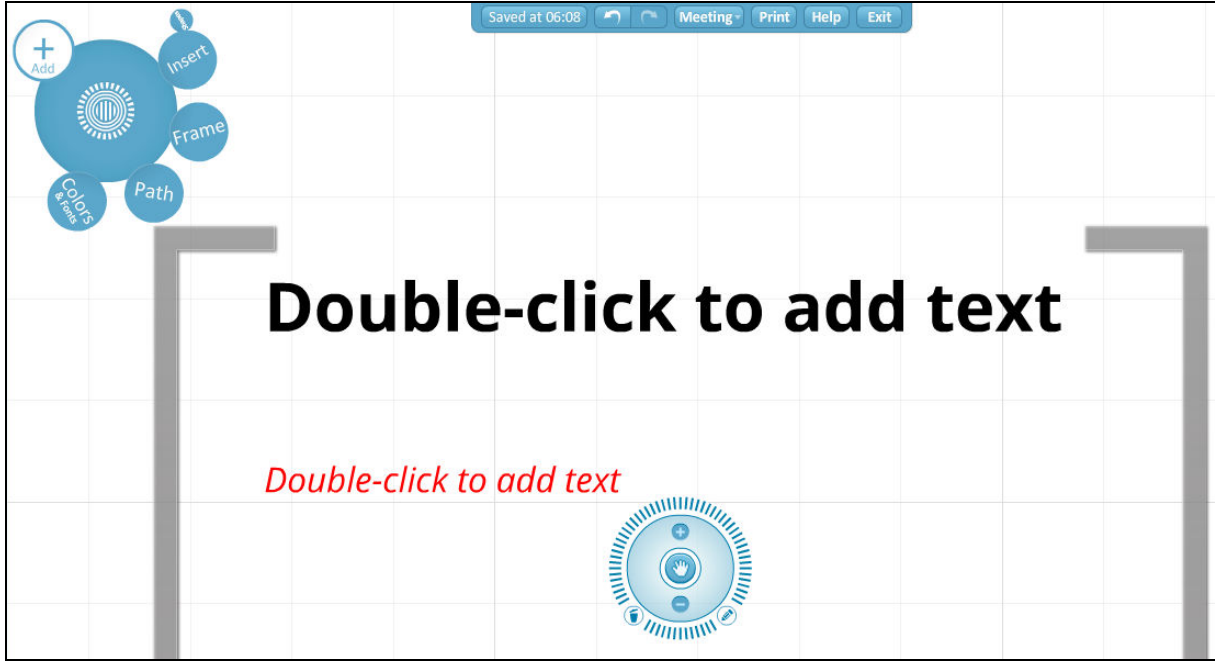 Saved at 06:08 Meeting Print Help Exit
+
Add
Insert
Frame
Path
Colors
& Fonts
Double-click to add text
Double-click to add text